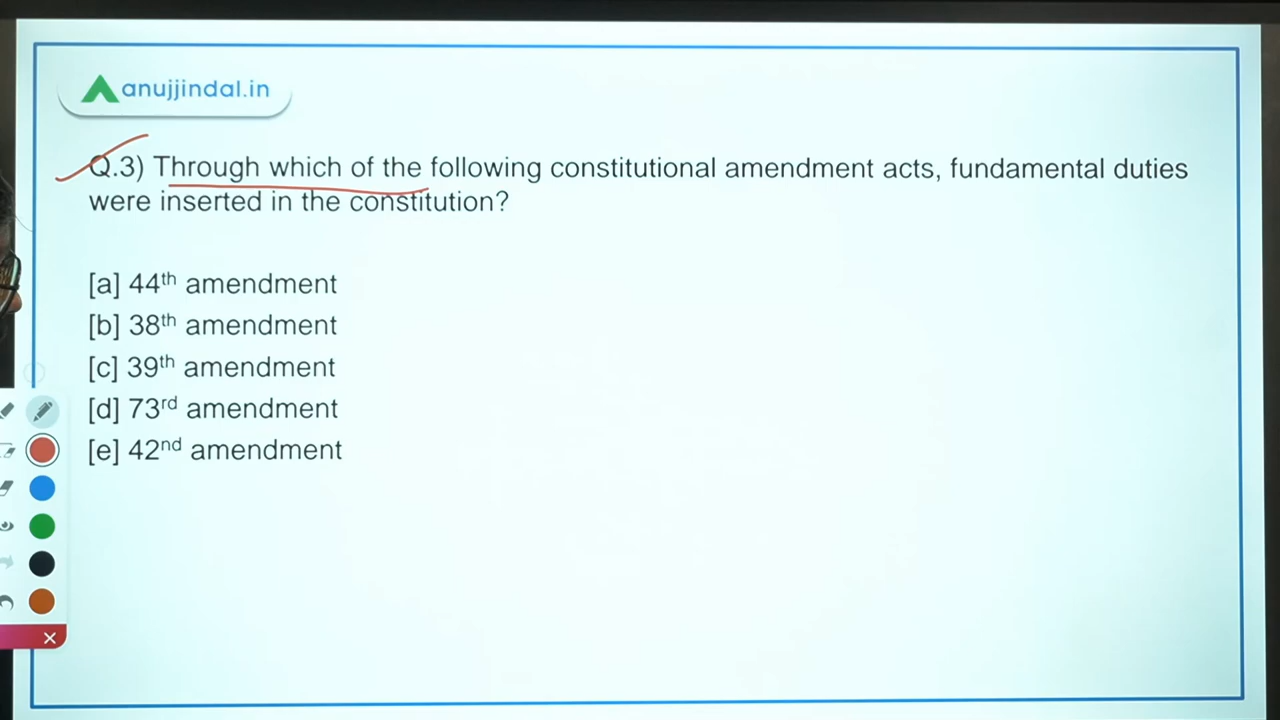 anujjindal.in
Q.3) Through which of the following constitutional amendment acts, fundamental duties
were inserted in the constitution?
[a] 44th amendment
[b] 38th amendment
[c] 39th amendment
[d] 73rd amendment
[e] 42nd amendment